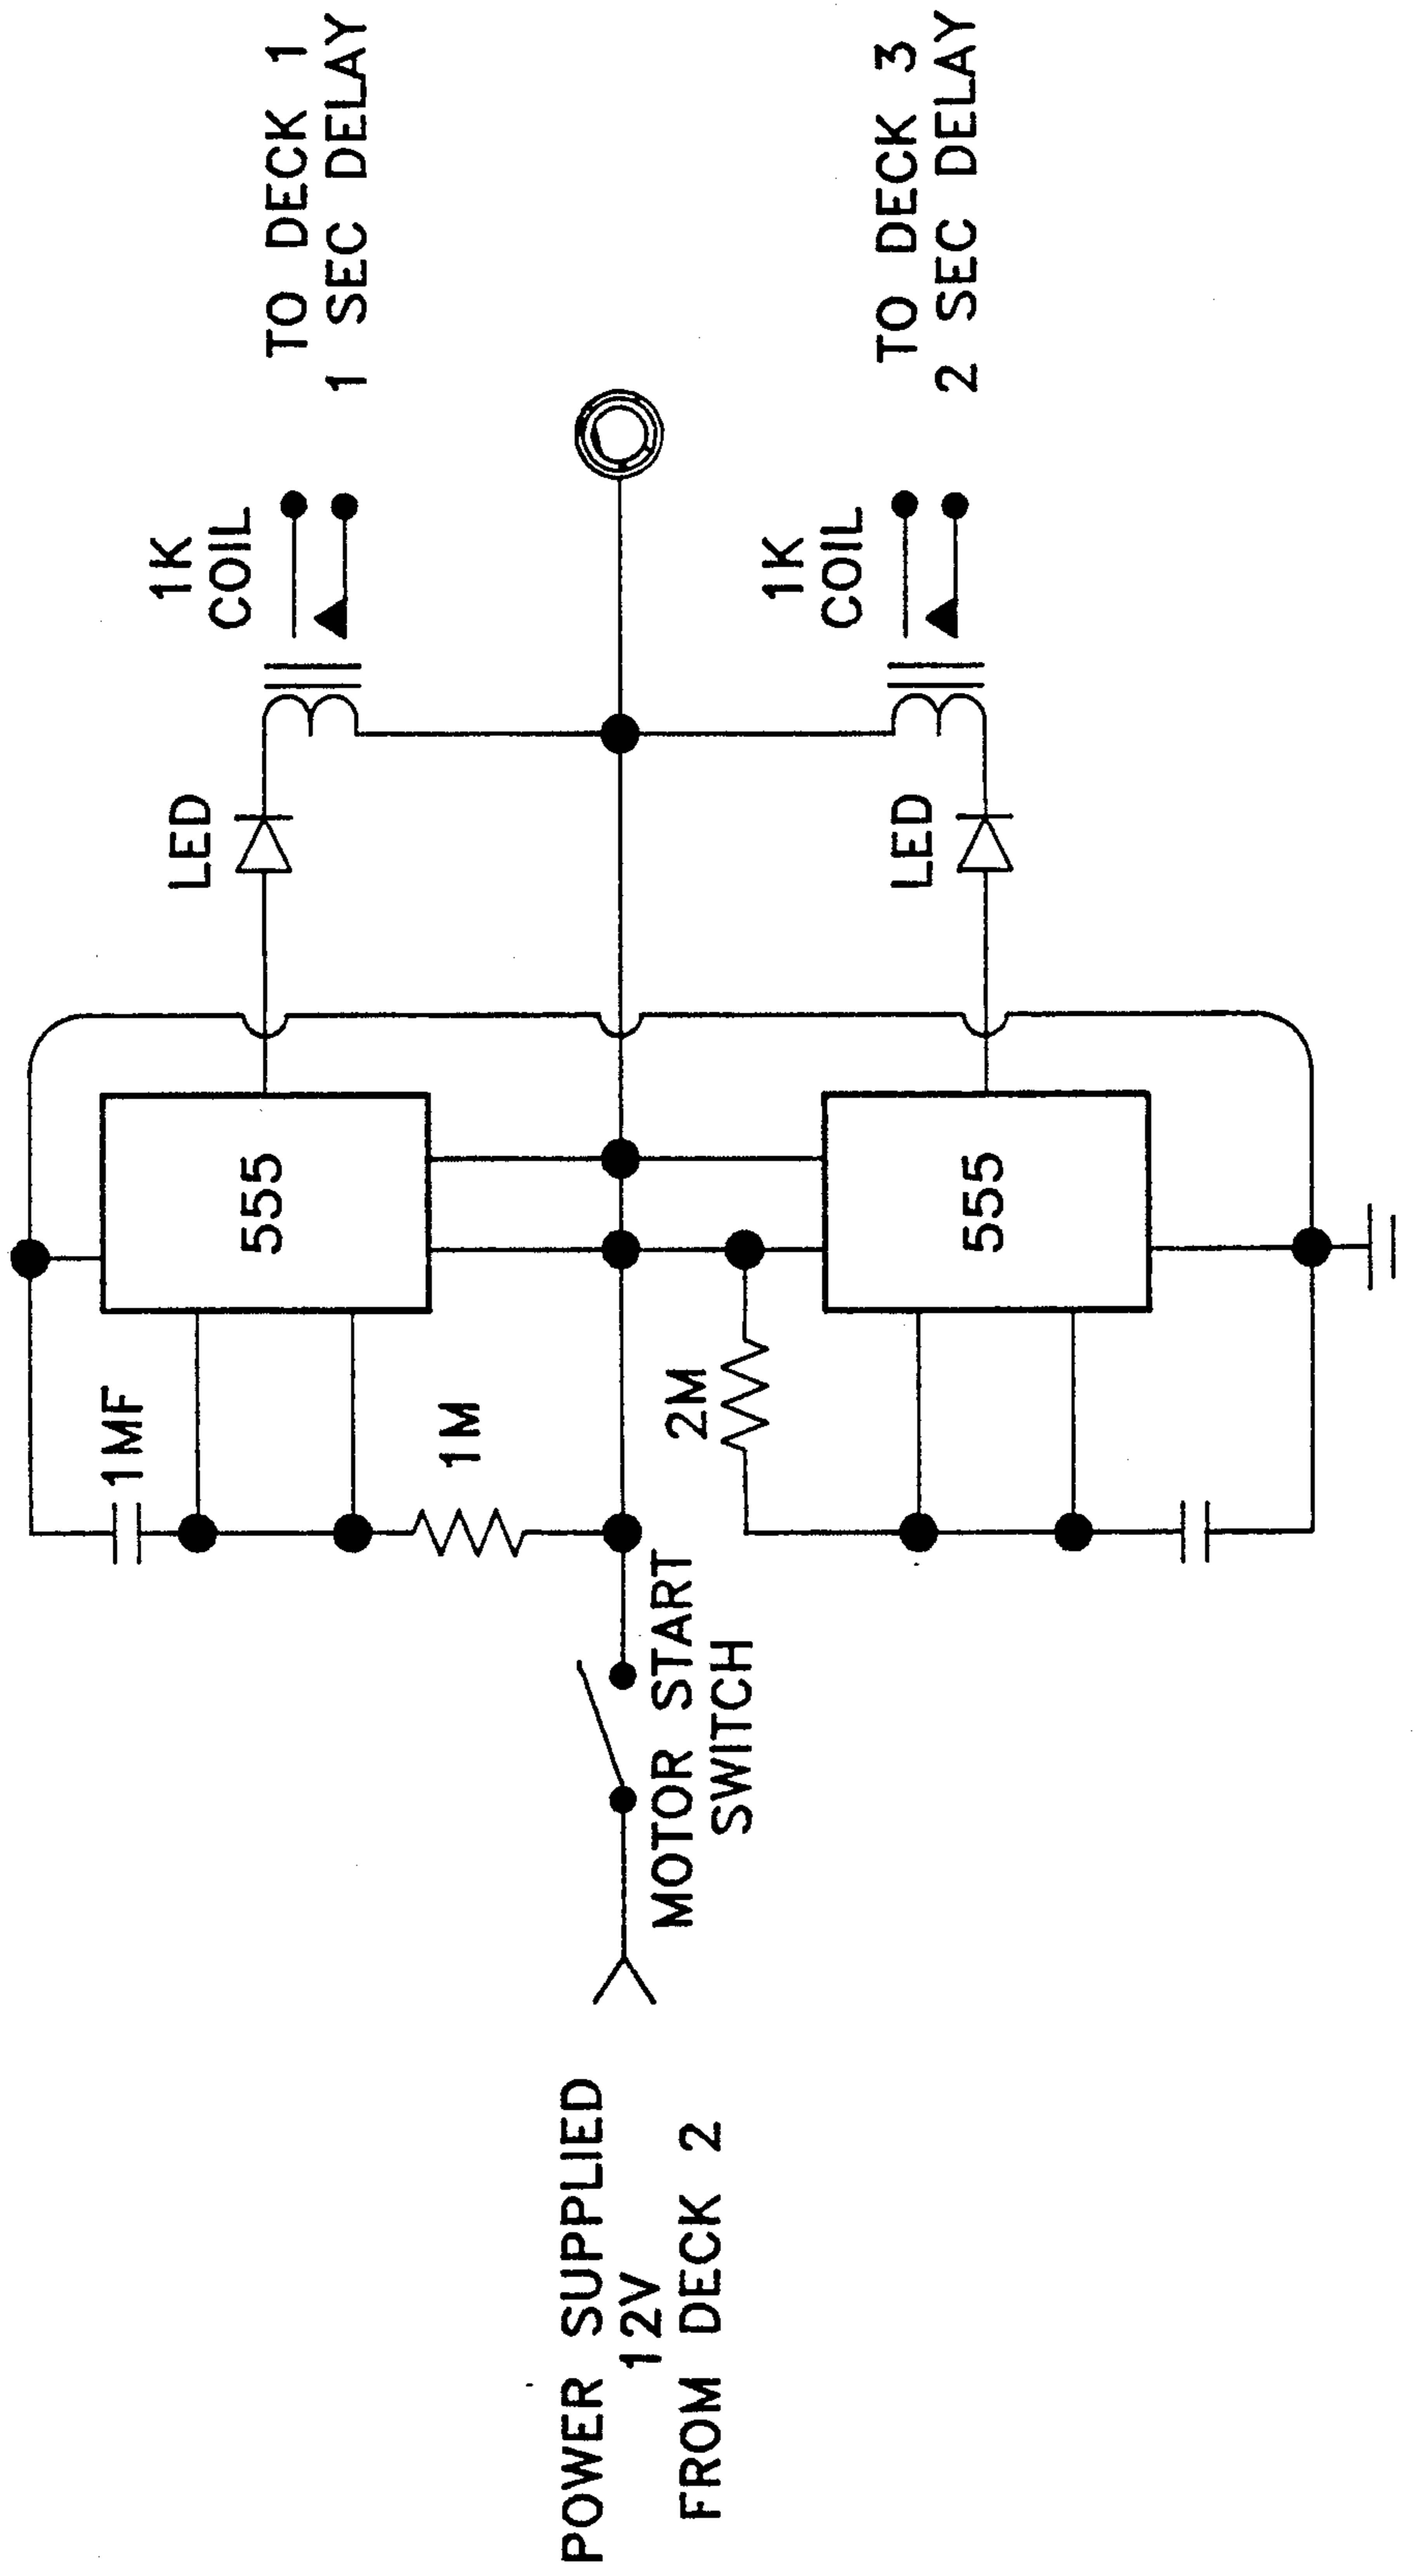 POWER SUPPLIED
12V
FROM DECK 2
MOTOR START
SWITCH
1MF
1M
2M
555
555
LED
LED
1K
COIL
1K
COIL
TO DECK 1
1 SEC DELAY
TO DECK 3
2 SEC DELAY